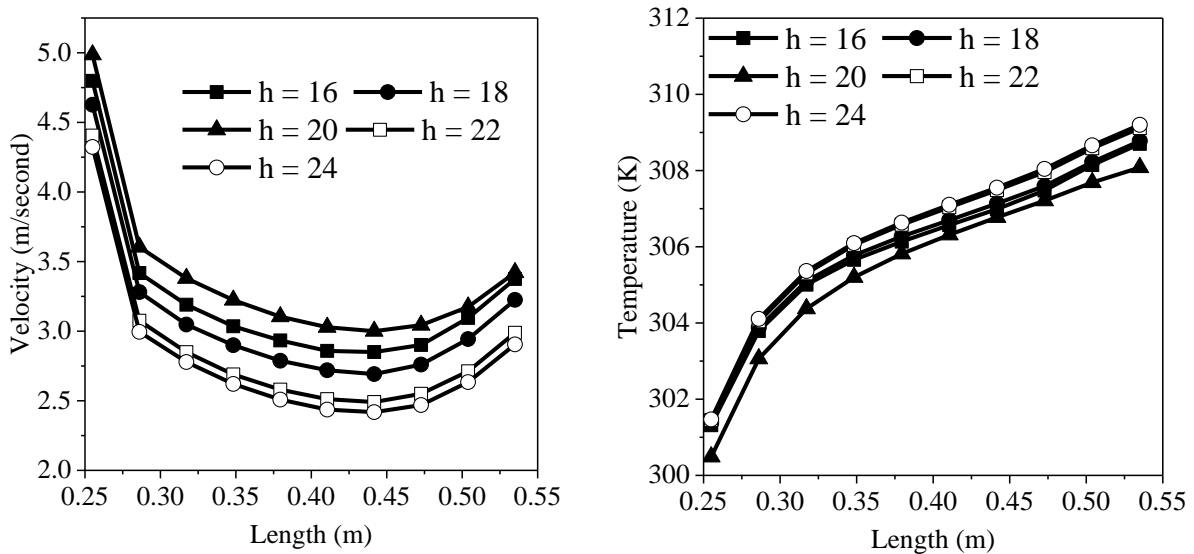 5.0
4.5
4.0
3.5
3.0
2.5
2.0
Velocity (m/second)
h = 16 h = 18
h = 20 h = 22
h = 24
0.25 0.30 0.35 0.40 0.45 0.50 0.55
Length (m)
312
310
308
306
304
302
300
Temperature (K)
h = 16 h = 18
h = 20 h = 22
h = 24
0.25 0.30 0.35 0.40 0.45 0.50 0.55
Length (m)